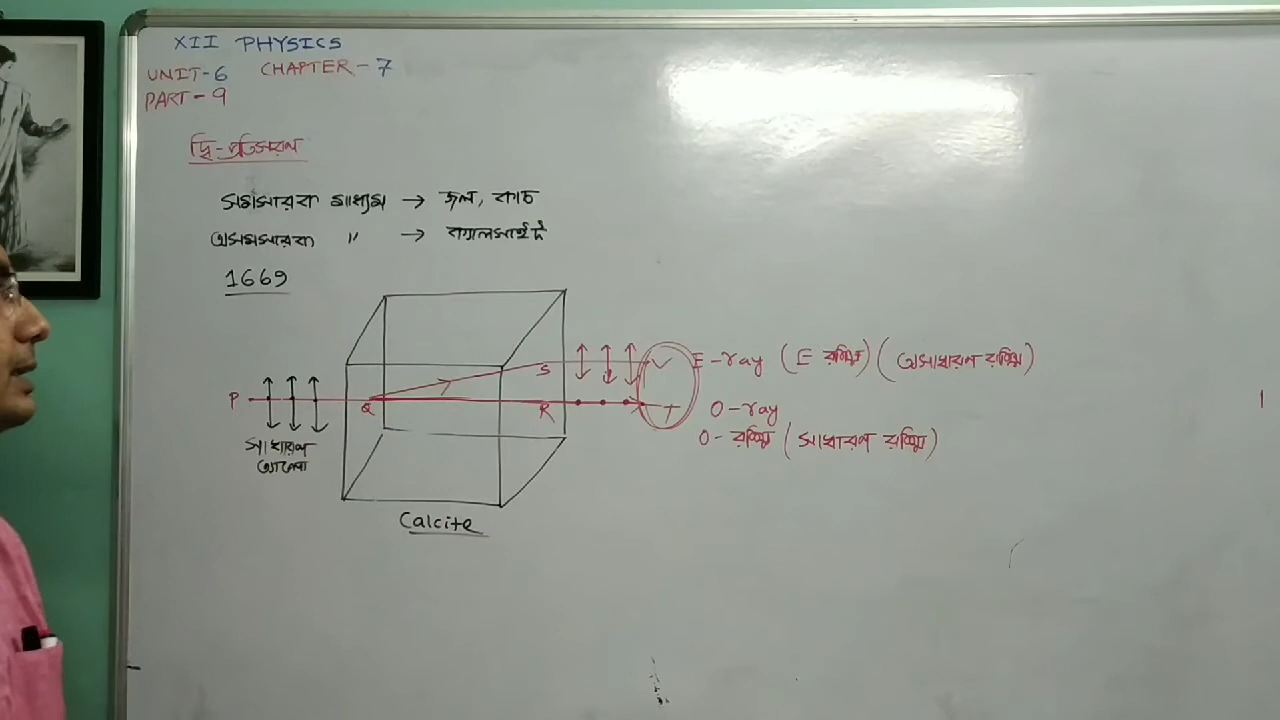 XII PHYSICS
UNIT-6 CHAPTER-7
PART-9
দ্বি-প্রতিসরণ
সমসারক মাধ্যম → জল, কাচ
অসমসারক " → ক্যালসাইট
1669
P
Q
S
R
সাধারণ
আলো
E-ray (E রশ্মি) (অসাধারণ রশ্মি)
O-ray
O-রশ্মি (সাধারণ রশ্মি)
Calcite